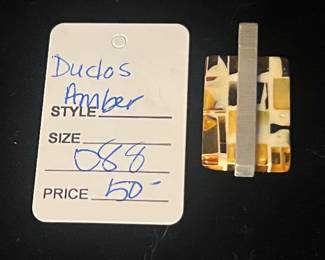 Duclos
Amber
STYLE
SIZE
088
PRICE 50-